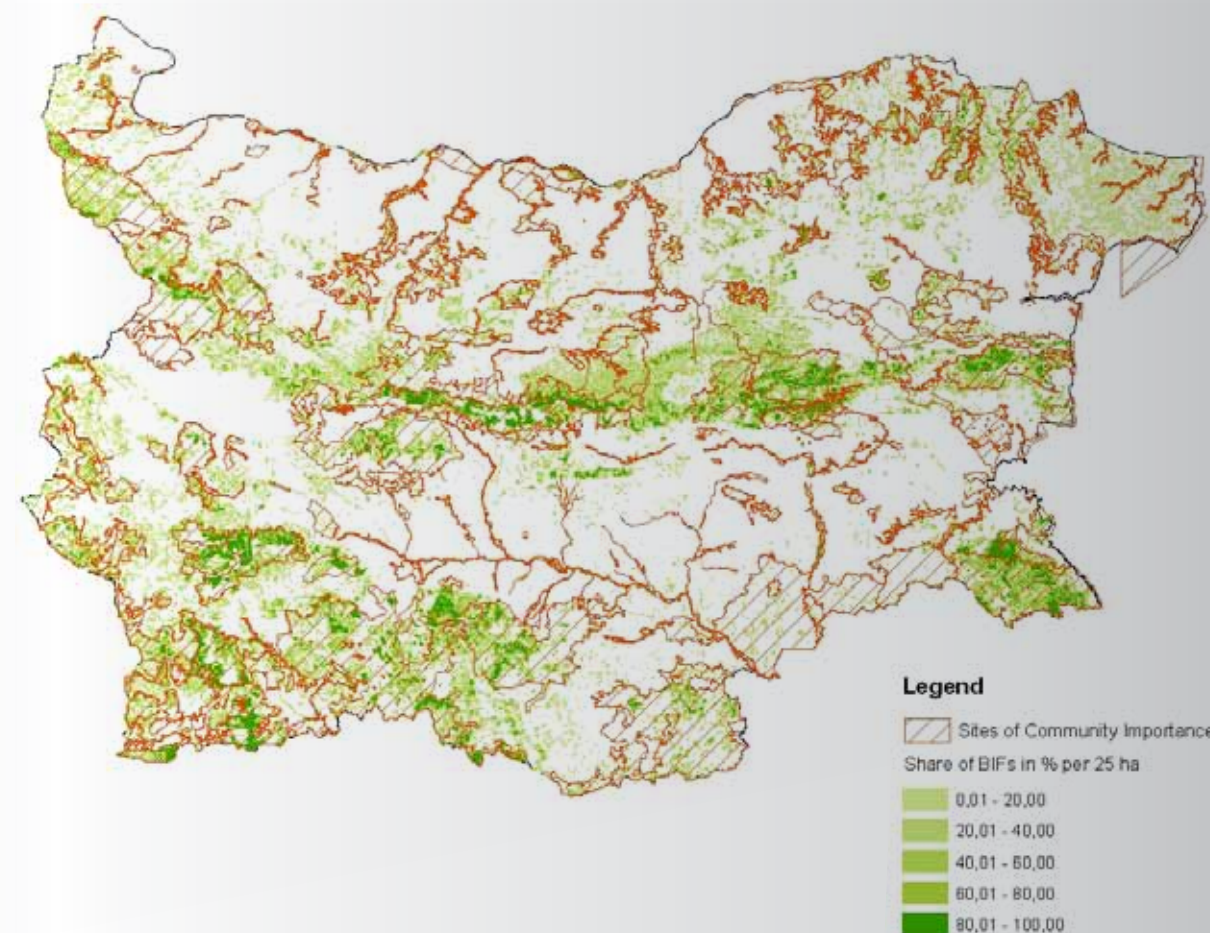 Legend
Sites of Community Importance
Share of BIFs in % per 25 ha
0,01 - 20,00
20,01 - 40,00
40,01 - 60,00
60,01 - 80,00
80,01 - 100,00